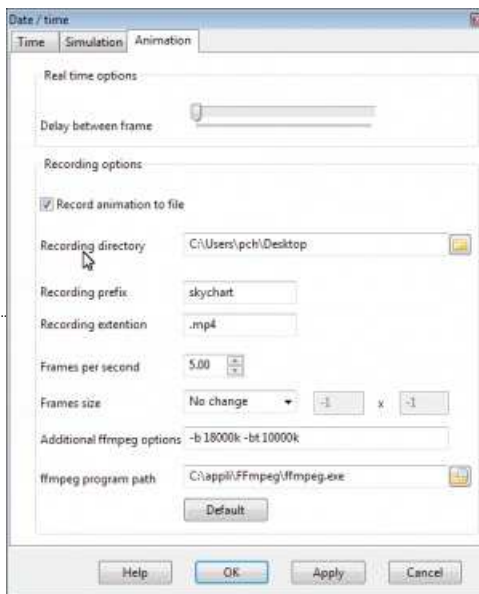 Date / time
Time Simulation Animation
Real time options
Delay between frame
Recording options
Record animation to file
Recording directory C:\Users\pch\Desktop
Recording prefix skychart
Recording extention .mp4
Frames per second 5.00
Frames size No change -1 x -1
Additional ffmpeg options -b 18000k -bt 10000k
ffmpeg program path C:\appli\FFmpeg\ffmpeg.exe
Default
Help OK Apply Cancel